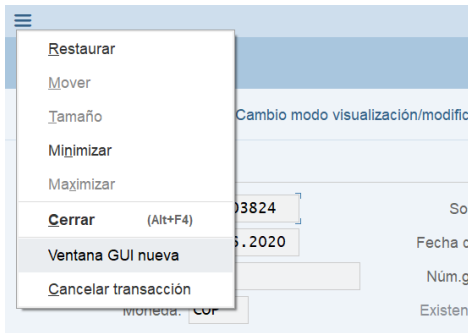 Restaurar
Mover
Tamaño
Cambio modo visualización/modific
Minimizar
Maximizar
Cerrar (Alt+F4)
03824
So
Ventana GUI nueva
.2020
Fecha d
Núm.g
Cancelar transacción
Existen
Moneda: COP